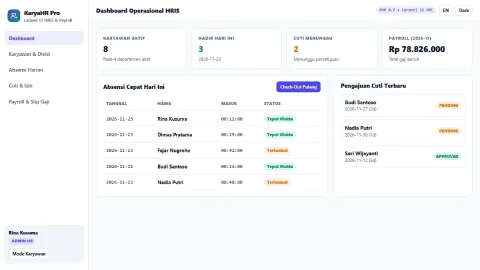 KaryaHR Pro
Laravel 12 MRIS & Payroll
Dashboard
Karyawan & Divisi
Absensi Harian
Cuti & Izin
Payroll & Slip Gaji
Rina Kusuma
ADMIN HR
Mode Karyawan
Dashboard Operasional MRIS
PHP 8.3 + Laravel 12 MVC
EN
Dark
KARYAWAN AKTIF
8
Pada 4 departemen aktif
HADIR HARI INI
3
2026-11-23
CUTI MENUNGGU
2
Menunggu persetujuan
PAYROLL (2026-11)
Rp 78.826.000
Total gaji bersih
Absensi Cepat Hari Ini
Check-Out Pulang
TANGGAL NAMA MASUK STATUS
2026-11-23 Rina Kusuma 08:12:00 Tepat Waktu
2026-11-23 Dimas Pratama 08:19:00 Tepat Waktu
2026-11-23 Fajar Nugroho 08:42:00 Terlambat
2026-11-22 Budi Santoso 08:14:00 Tepat Waktu
2026-11-22 Nadia Putri 08:48:00 Terlambat
Pengajuan Cuti Terbaru
Budi Santoso
2026-11-27 (2d)
PENDING
Nadia Putri
2026-11-30 (1d)
PENDING
Sari Wijayanti
2026-11-12 (3d)
APPROVED